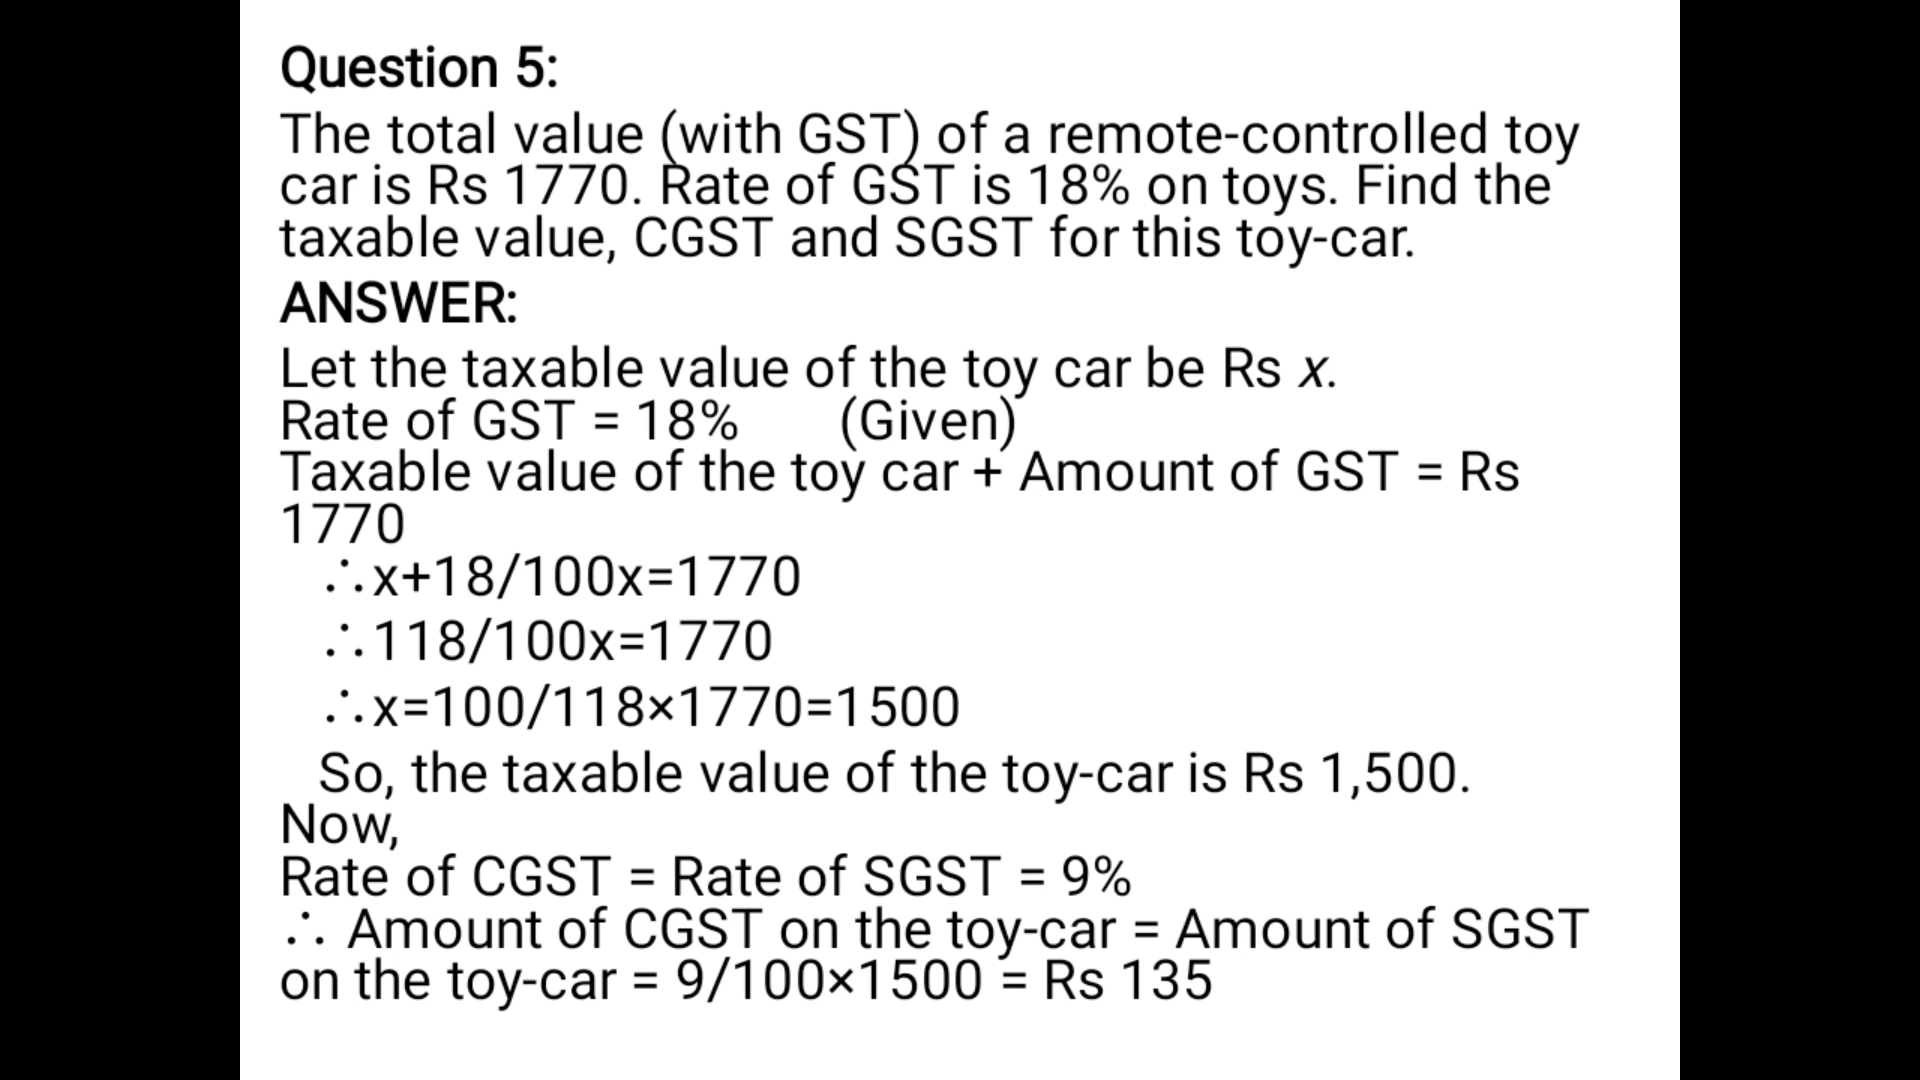 Question 5:
The total value (with GST) of a remote-controlled toy
car is Rs 1770. Rate of GST is 18% on toys. Find the
taxable value, CGST and SGST for this toy-car.
ANSWER:
Let the taxable value of the toy car be Rs x.
Rate of GST = 18% (Given)
Taxable value of the toy car + Amount of GST = Rs
1770
∴x+18/100x=1770
∴118/100x=1770
∴x=100/118×1770=1500
So, the taxable value of the toy-car is Rs 1,500.
Now,
Rate of CGST = Rate of SGST = 9%
∴ Amount of CGST on the toy-car = Amount of SGST
on the toy-car = 9/100×1500 = Rs 135